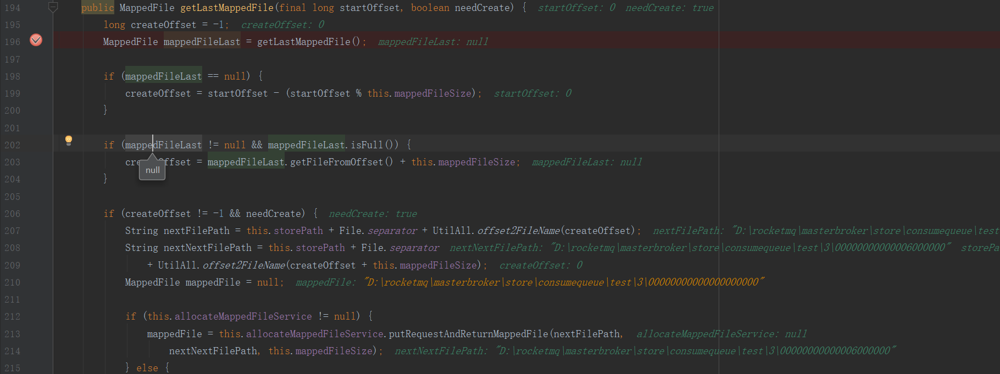 194 public MappedFile getLastMappedFile(final long startOffset, boolean needCreate) { startOffset: 0 needCreate: true
195 long createOffset = -1; createOffset: 0
196 MappedFile mappedFileLast = getLastMappedFile(); mappedFileLast: null
197
198 if (mappedFileLast == null) {
199 createOffset = startOffset - (startOffset % this.mappedFileSize); startOffset: 0
200 }
201
202 if (mappedFileLast != null && mappedFileLast.isFull()) {
203 cre ffset = mappedFileLast.getFileFromOffset() + this.mappedFileSize; mappedFileLast: null
null
204 }
205
206 if (createOffset != -1 && needCreate) { needCreate: true
207 String nextFilePath = this.storePath + File.separator + UtilAll.offset2FileName(createOffset); nextFilePath: "D:\rocketmq\masterbroker\store\consumequeue\test
208 String nextNextFilePath = this.storePath + File.separator nextNextFilePath: "D:\rocketmq\masterbroker\store\consumequeue\test\3\00000000000006000000" storePa
209 + UtilAll.offset2FileName(createOffset + this.mappedFileSize); createOffset: 0
210 MappedFile mappedFile = null; mappedFile: "D:\rocketmq\masterbroker\store\consumequeue\test\3\00000000000000000000"
211
212 if (this.allocateMappedFileService != null) {
213 mappedFile = this.allocateMappedFileService.putRequestAndReturnMappedFile(nextFilePath, allocateMappedFileService: null
214 nextNextFilePath, this.mappedFileSize); nextNextFilePath: "D:\rocketmq\masterbroker\store\consumequeue\test\3\00000000000006000000"
215 } else {